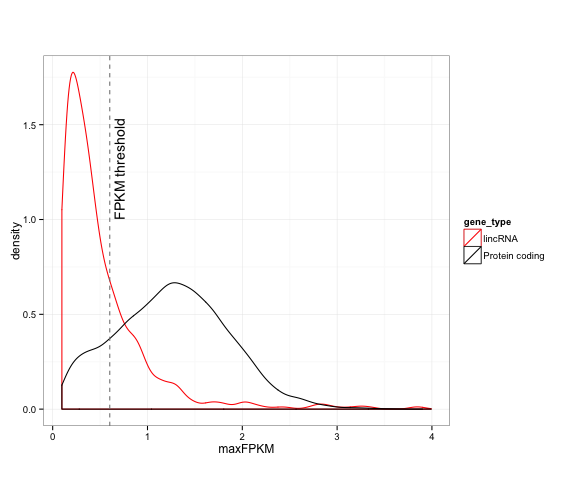 FPKM threshold
density
1.5
1.0
0.5
0.0
0
1
2
3
4
maxFPKM
gene_type
lincRNA
Protein coding